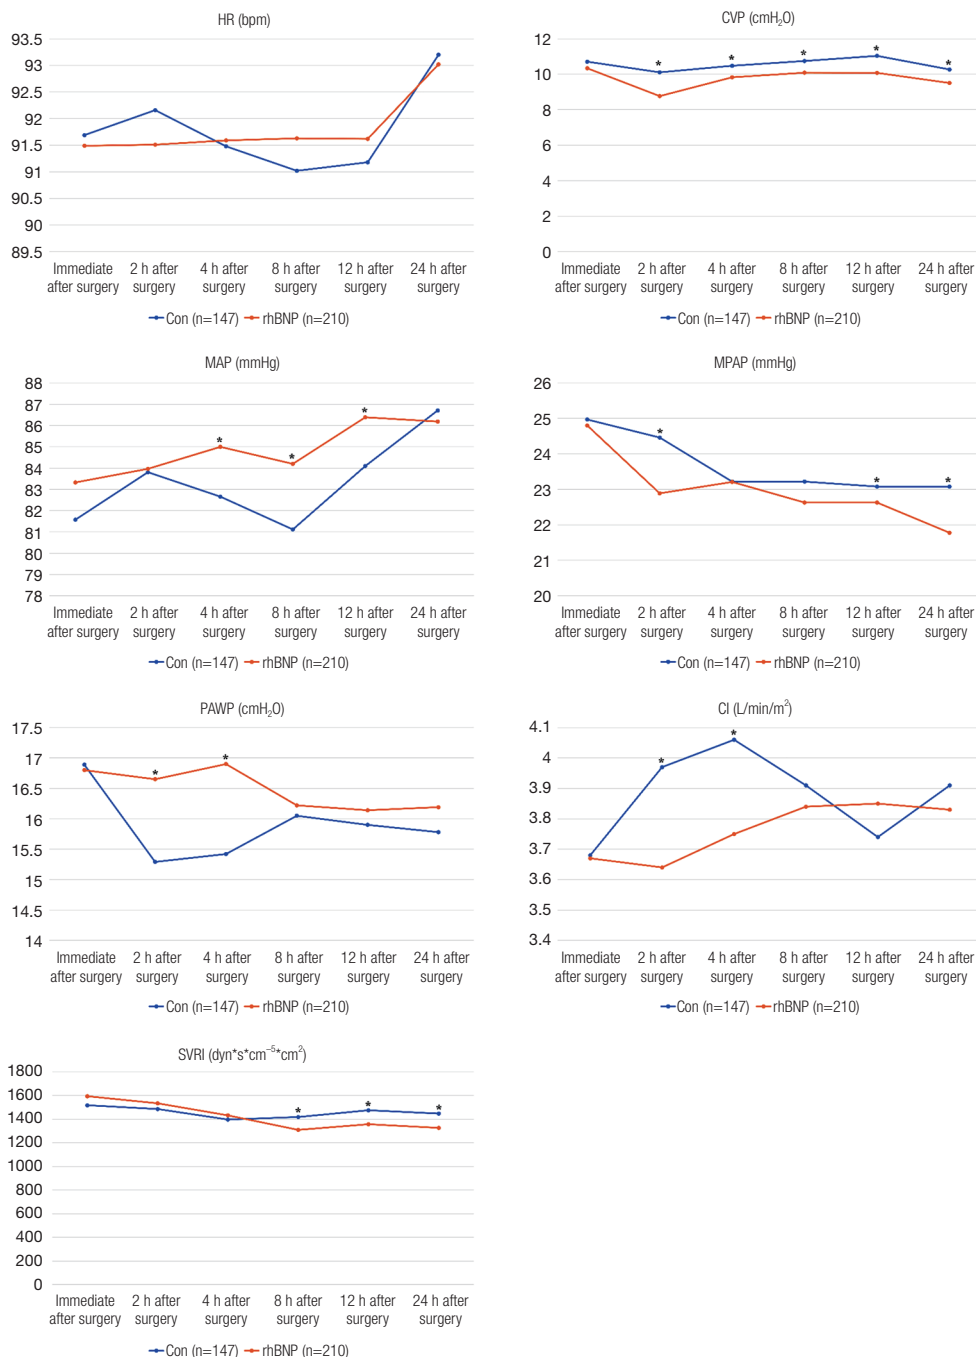 HR (bpm)
93.5
93
92.5
92
91.5
91
90.5
90
89.5
Immediate
after surgery
2 h after
surgery
4 h after
surgery
8 h after
surgery
12 h after
surgery
24 h after
surgery
Con (n=147) rhBNP (n=210)
CVP (cmH₂O)
12
10
8
6
4
2
0
* * * * *
Immediate
after surgery
2 h after
surgery
4 h after
surgery
8 h after
surgery
12 h after
surgery
24 h after
surgery
Con (n=147) rhBNP (n=210)
MAP (mmHg)
88
87
86
85
84
83
82
81
80
79
78
* * *
Immediate
after surgery
2 h after
surgery
4 h after
surgery
8 h after
surgery
12 h after
surgery
24 h after
surgery
Con (n=147) rhBNP (n=210)
MPAP (mmHg)
26
25
24
23
22
21
20
* * *
Immediate
after surgery
2 h after
surgery
4 h after
surgery
8 h after
surgery
12 h after
surgery
24 h after
surgery
Con (n=147) rhBNP (n=210)
PAWP (cmH₂O)
17.5
17
16.5
16
15.5
15
14.5
14
* *
Immediate
after surgery
2 h after
surgery
4 h after
surgery
8 h after
surgery
12 h after
surgery
24 h after
surgery
Con (n=147) rhBNP (n=210)
CI (L/min/m²)
4.1
4
3.9
3.8
3.7
3.6
3.5
3.4
* *
Immediate
after surgery
2 h after
surgery
4 h after
surgery
8 h after
surgery
12 h after
surgery
24 h after
surgery
Con (n=147) rhBNP (n=210)
SVRI (dyn*s*cm⁻⁵*cm²)
1800
1600
1400
1200
1000
800
600
400
200
0
* * *
Immediate
after surgery
2 h after
surgery
4 h after
surgery
8 h after
surgery
12 h after
surgery
24 h after
surgery
Con (n=147) rhBNP (n=210)